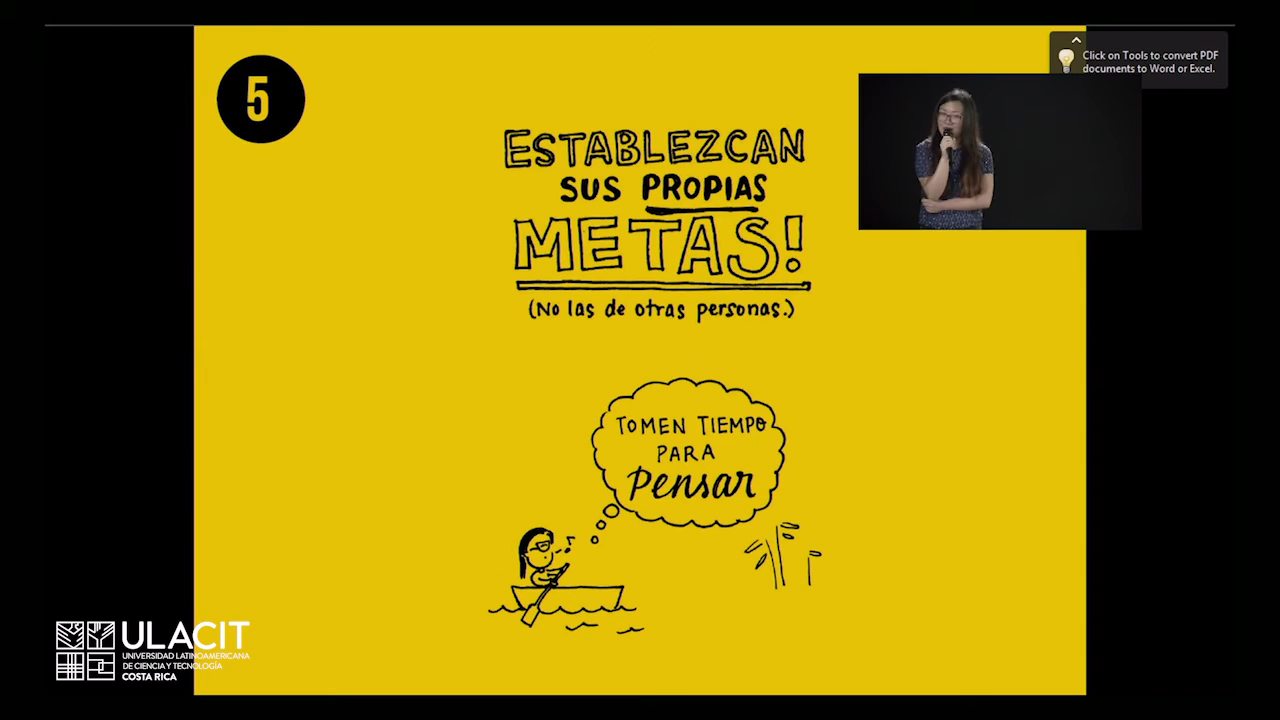 5
ESTABLEZCAN
SUS PROPIAS
METAS!
(No las de otras personas.)
TOMEN TIEMPO
PARA
Pensar
Click on Tools to convert PDF
documents to Word or Excel.
ULACIT
UNIVERSIDAD LATINOAMERICANA
DE CIENCIA Y TECNOLOGÍA
COSTA RICA